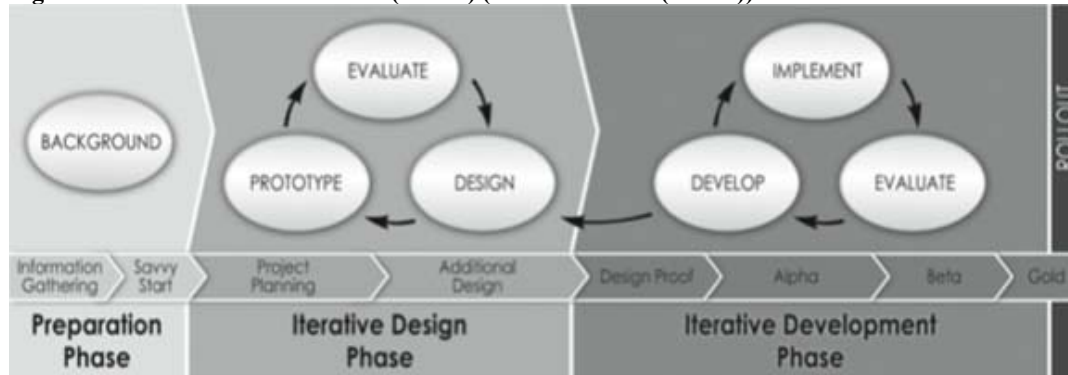 EVALUATE
IMPLEMENT
BACKGROUND
PROTOTYPE
DESIGN
DEVELOP
EVALUATE
ROLLOUT
Information
Gathering
Savvy
Start
Project
Planning
Additional
Design
Design Proof
Alpha
Beta
Gold
Preparation
Phase
Iterative Design
Phase
Iterative Development
Phase